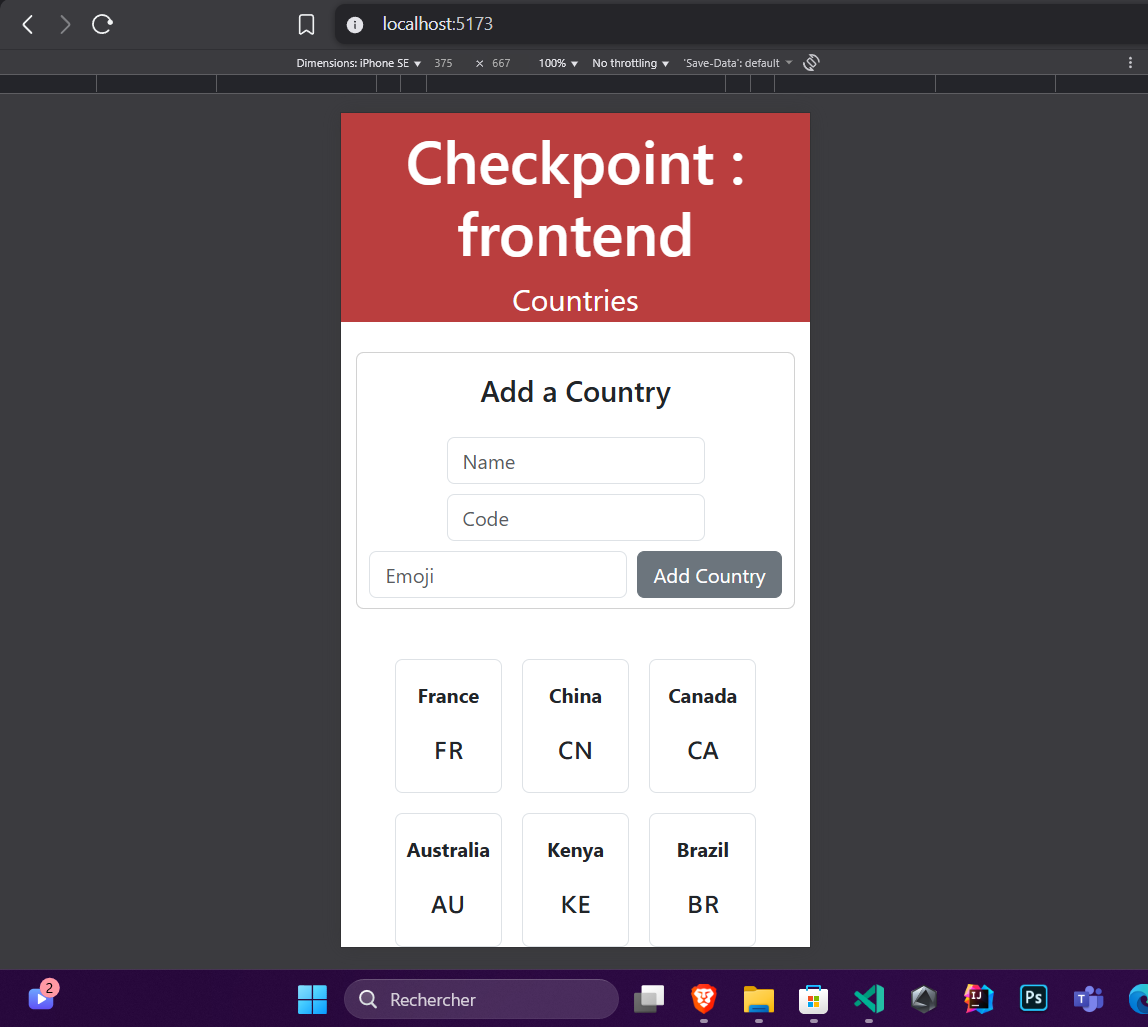 localhost:5173
Dimensions: iPhone SE 375 × 667 100% No throttling 'Save-Data': default
Checkpoint :
frontend
Countries
Add a Country
Name
Code
Emoji Add Country
France China Canada
FR CN CA
Australia Kenya Brazil
AU KE BR
2 Rechercher IJ Ps T